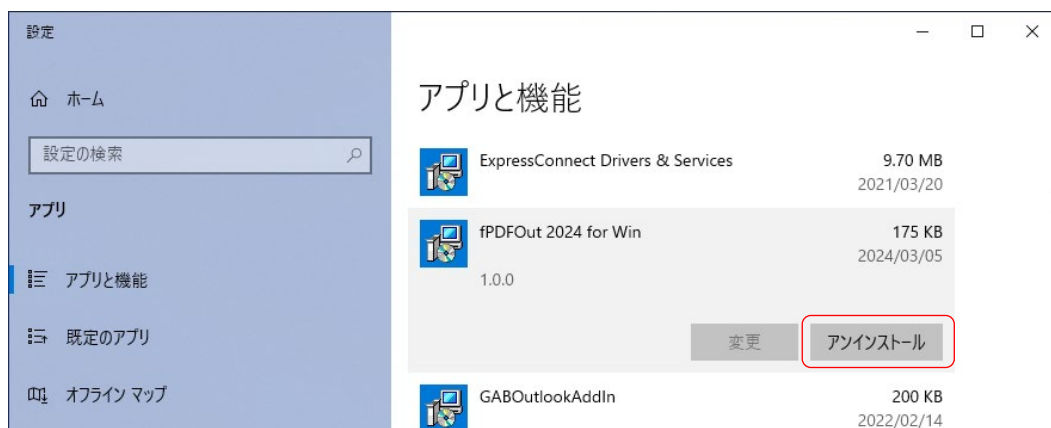 設定
ホーム
設定の検索
アプリ
アプリと機能
既定のアプリ
オフライン マップ
アプリと機能
ExpressConnect Drivers & Services
9.70 MB
2021/03/20
fPDFOut 2024 for Win
175 KB
2024/03/05
1.0.0
変更
アンインストール
GABOutlookAddIn
200 KB
2022/02/14